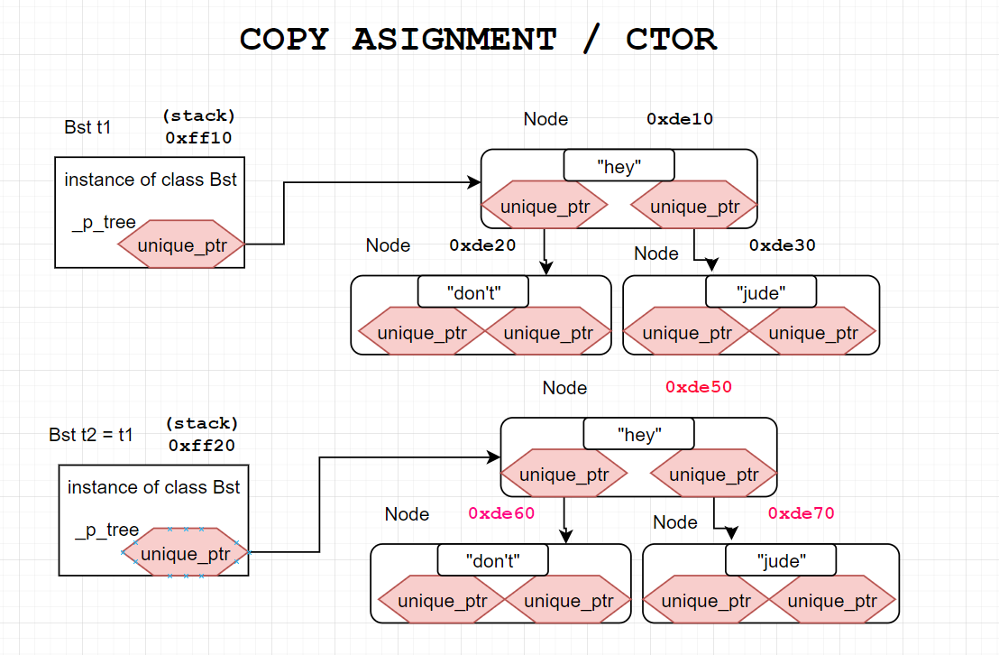 COPY ASIGNMENT / CTOR
Bst t1
(stack)
0xff10
instance of class Bst
_p_tree
unique_ptr
Node
0xde10
"hey"
unique_ptr
unique_ptr
Node
0xde20
"don't"
unique_ptr
unique_ptr
Node
0xde30
"jude"
unique_ptr
unique_ptr
Bst t2 = t1
(stack)
0xff20
instance of class Bst
_p_tree
unique_ptr
Node
0xde50
"hey"
unique_ptr
unique_ptr
Node
0xde60
"don't"
unique_ptr
unique_ptr
Node
0xde70
"jude"
unique_ptr
unique_ptr